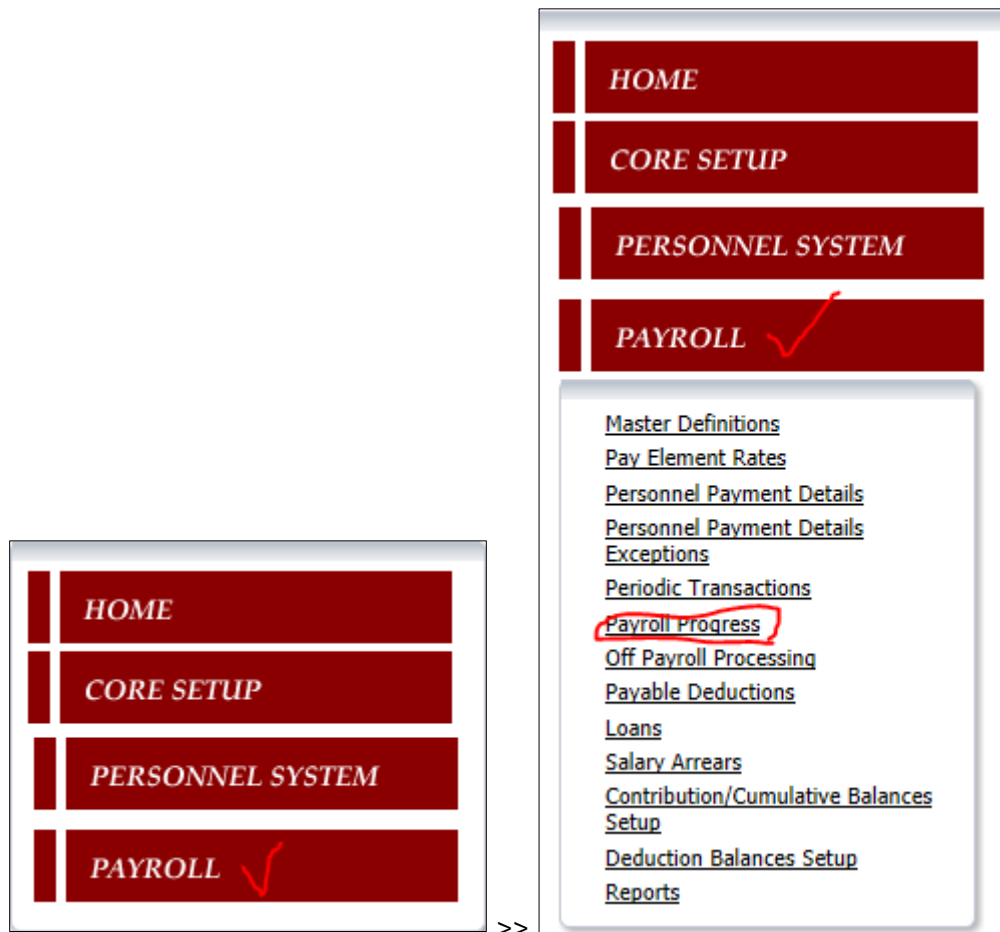 HOME
CORE SETUP
PERSONNEL SYSTEM
PAYROLL
>>
HOME
CORE SETUP
PERSONNEL SYSTEM
PAYROLL
Master Definitions
Pay Element Rates
Personnel Payment Details
Personnel Payment Details
Exceptions
Periodic Transactions
Payroll Progress
Off Payroll Processing
Payable Deductions
Loans
Salary Arrears
Contribution/Cumulative Balances
Setup
Deduction Balances Setup
Reports